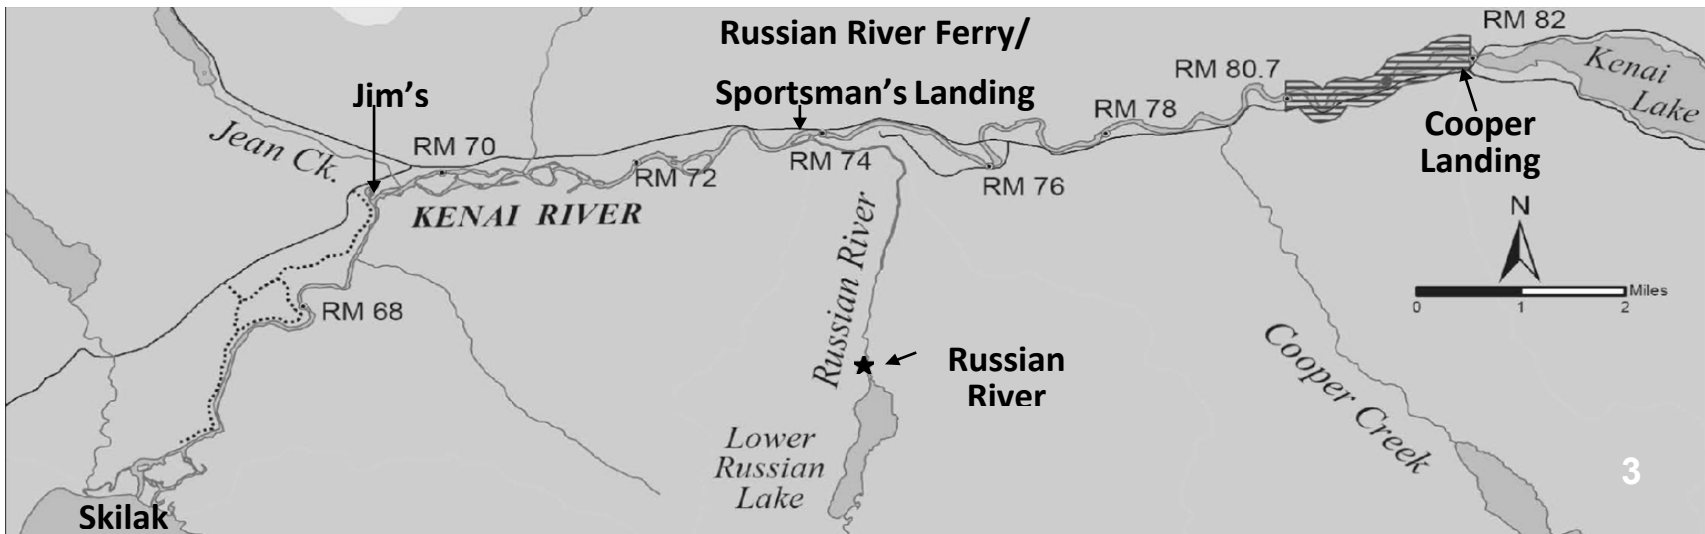 Russian River Ferry/
Sportsman's Landing
RM 82
Kenai
Lake
RM 80.7
Jim's
RM 78
Cooper
Landing
Jean Ck.
RM 70
RM 72
RM 74
RM 76
KENAI RIVER
N
Russian River
Miles
0 1 2
RM 68
Russian
River
Cooper Creek
Lower
Russian
Lake
3
Skilak